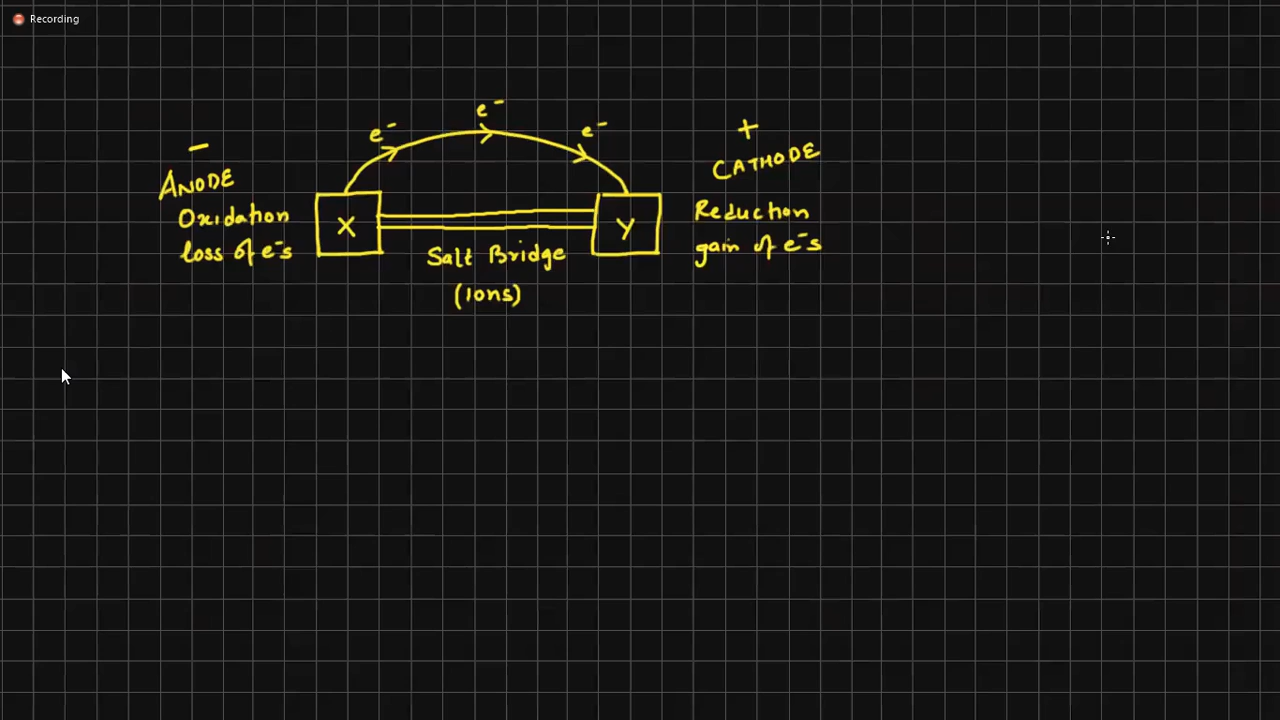 Recording
e⁻
e⁻
e⁻
−
ANODE
Oxidation
loss of e⁻s
X
Salt Bridge
(Ions)
Y
+
CATHODE
Reduction
gain of e⁻s